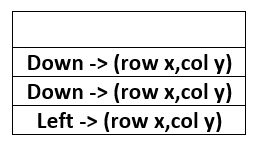 Down -> (row x,col y)
Down -> (row x,col y)
Left -> (row x,col y)